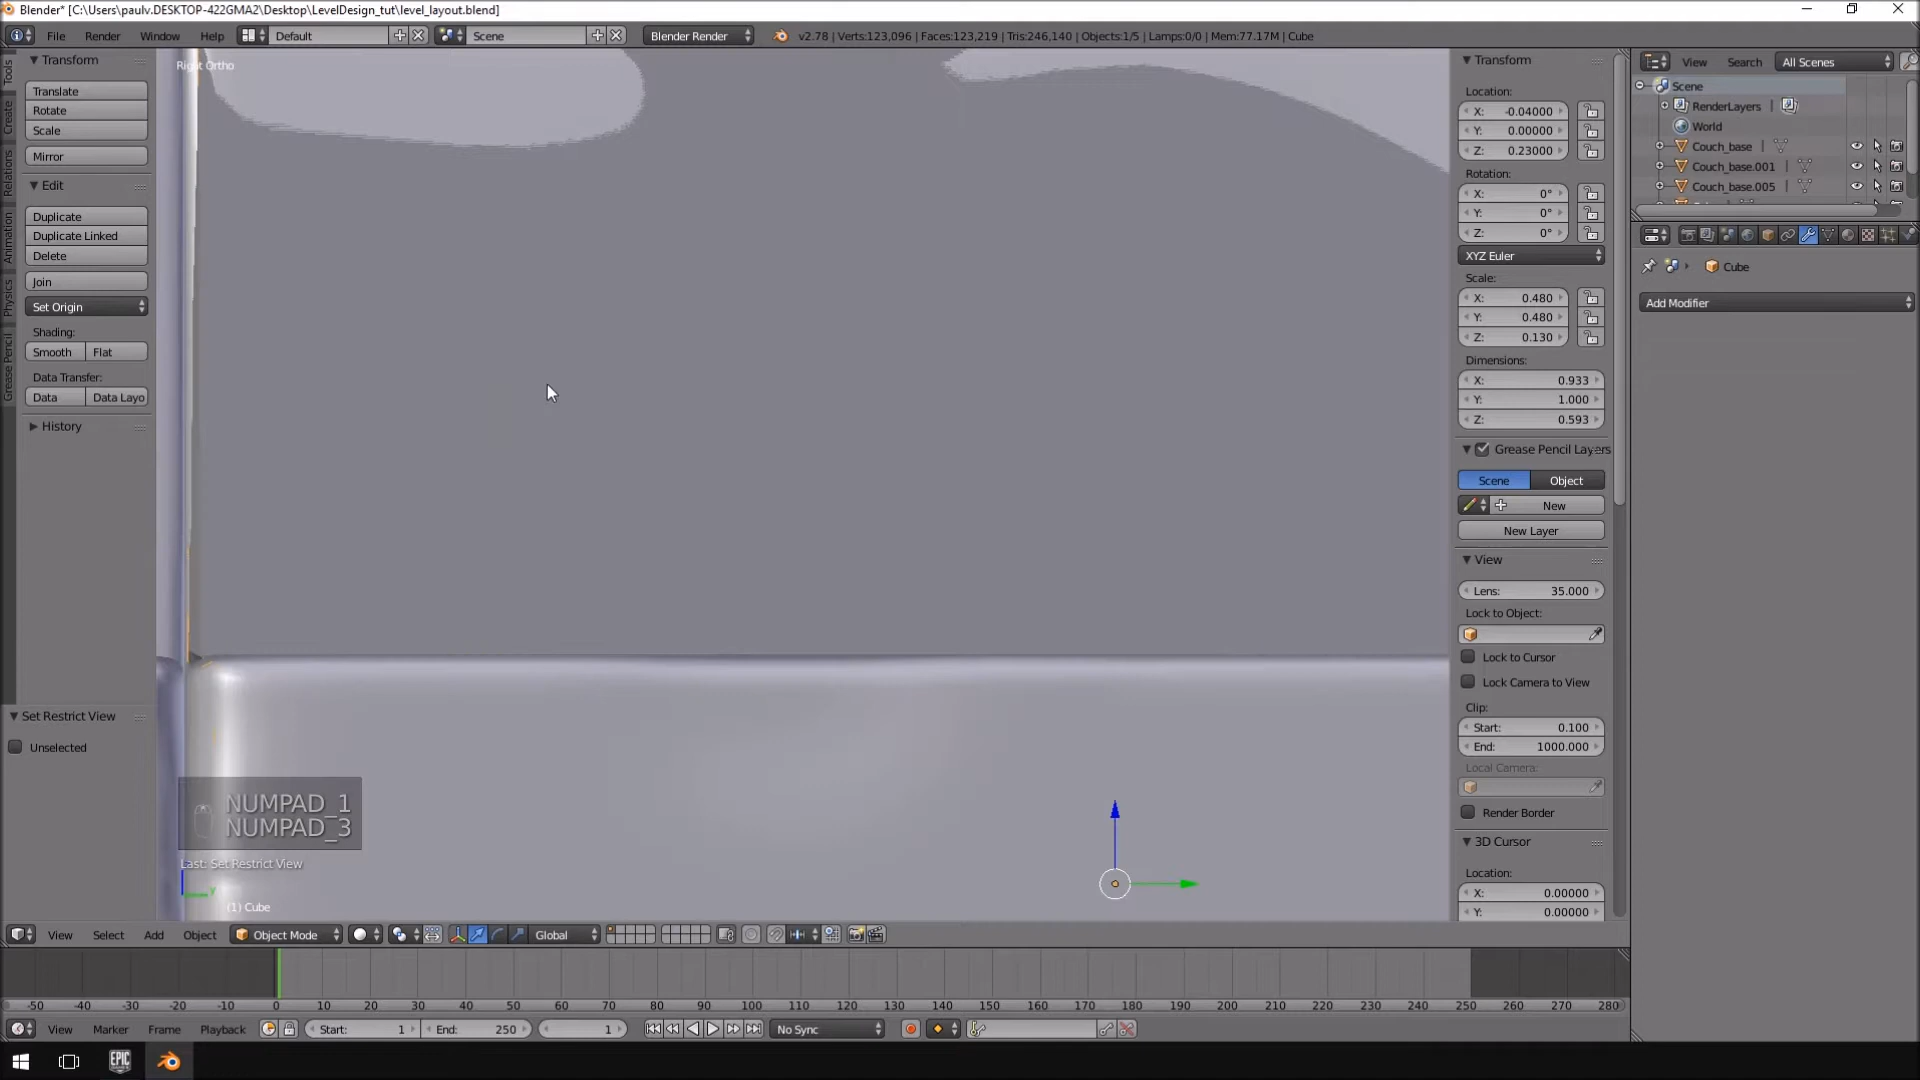 Blender* [C:\Users\paulv.DESKTOP-422GMA2\Desktop\LevelDesign_tut\level_layout.blend]
File Render Window Help Default Scene Blender Render v2.78 | Verts:123,096 | Faces:123,219 | Tris:246,140 | Objects:1/5 | Lamps:0/0 | Mem:77.17M | Cube
Tools
Create
Relations
Animation
Physics
Grease Pencil
Transform
Translate
Rotate
Scale
Mirror
Edit
Duplicate
Duplicate Linked
Delete
Join
Set Origin
Shading:
Smooth Flat
Data Transfer:
Data Data Layo
History
Set Restrict View
Unselected
Right Ortho
NUMPAD_1
NUMPAD_3
Last: Set Restrict View
y
(1) Cube
Transform
Location:
X: -0.04000
Y: 0.00000
Z: 0.23000
Rotation:
X: 0°
Y: 0°
Z: 0°
XYZ Euler
Scale:
X: 0.480
Y: 0.480
Z: 0.130
Dimensions:
X: 0.933
Y: 1.000
Z: 0.593
Grease Pencil Layers
Scene Object
New
New Layer
View
Lens: 35.000
Lock to Object:
Lock to Cursor
Lock Camera to View
Clip:
Start: 0.100
End: 1000.000
Local Camera:
Render Border
3D Cursor
Location:
X: 0.00000
Y: 0.00000
View Search All Scenes
Scene
RenderLayers
World
Couch_base
Couch_base.001
Couch_base.005
Cube
Add Modifier
View Select Add Object Object Mode Global
-50 -40 -30 -20 -10 0 10 20 30 40 50 60 70 80 90 100 110 120 130 140 150 160 170 180 190 200 210 220 230 240 250 260 270 280
View Marker Frame Playback Start: 1 End: 250 1 No Sync
EPIC